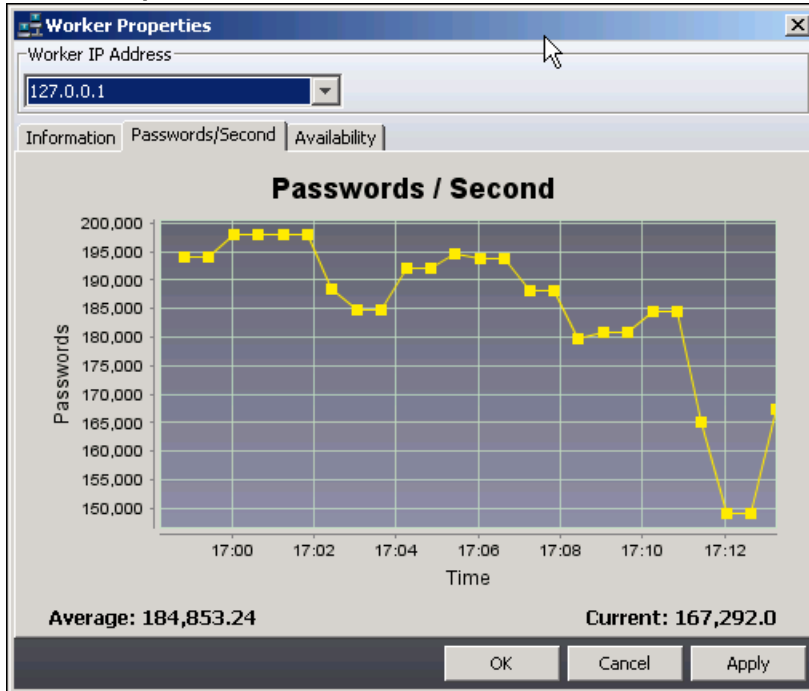 Worker Properties
Worker IP Address
127.0.0.1
Information Passwords/Second Availability
Passwords / Second
200,000
195,000
190,000
185,000
180,000
175,000
170,000
165,000
160,000
155,000
150,000
Passwords
17:00 17:02 17:04 17:06 17:08 17:10 17:12
Time
Average: 184,853.24 Current: 167,292.0
OK Cancel Apply